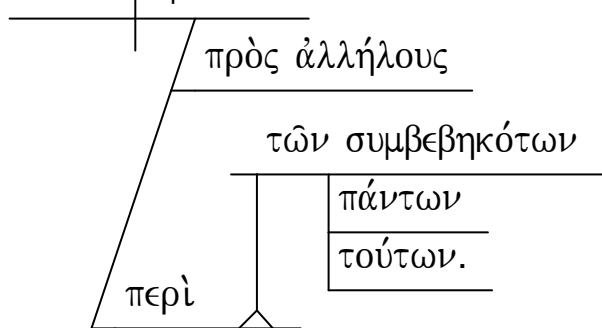 πρὸς ἀλλήλους
τῶν συμβεβηκότων
πάντων
τούτων.
περὶ